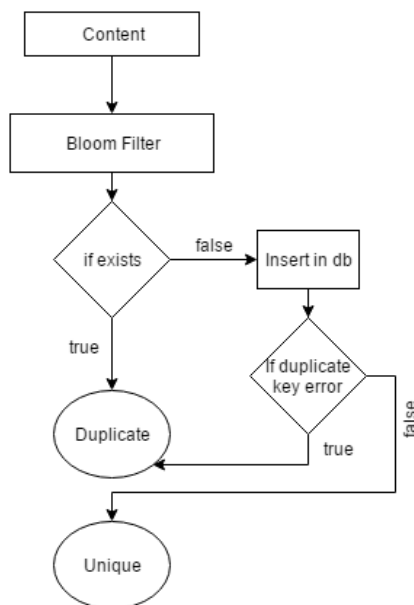 Content
Bloom Filter
if exists
false
Insert in db
true
If duplicate
key error
false
Duplicate
true
Unique